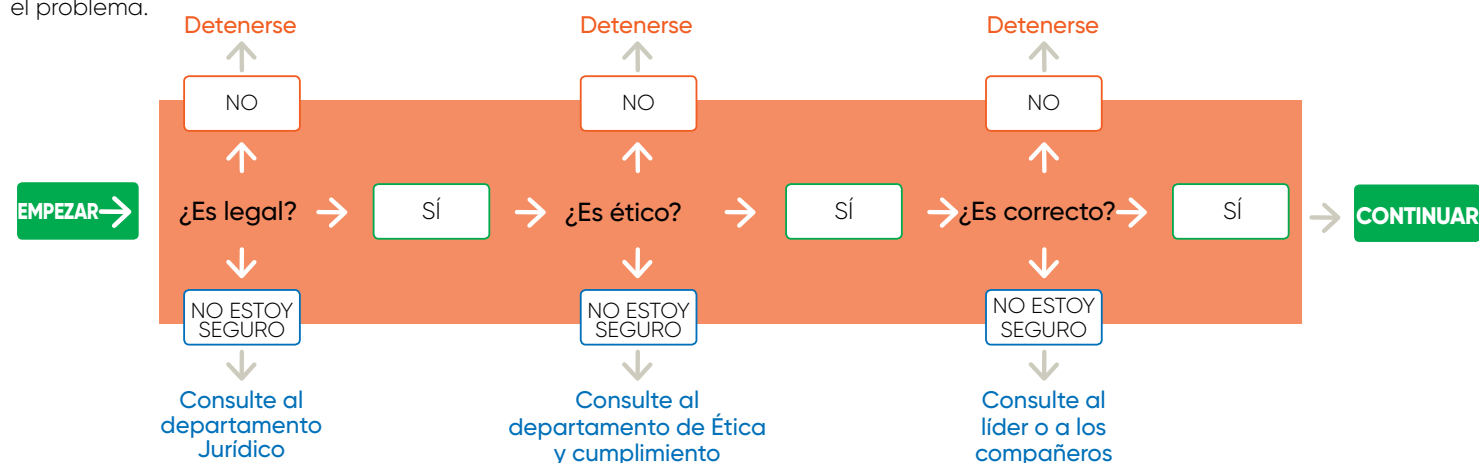 el problema.
Detenerse
Detenerse
Detenerse
NO
NO
NO
EMPEZAR
¿Es legal?
SÍ
¿Es ético?
SÍ
¿Es correcto?
SÍ
CONTINUAR
NO ESTOY
SEGURO
NO ESTOY
SEGURO
NO ESTOY
SEGURO
Consulte al
departamento
Jurídico
Consulte al
departamento de Ética
y cumplimiento
Consulte al
líder o a los
compañeros